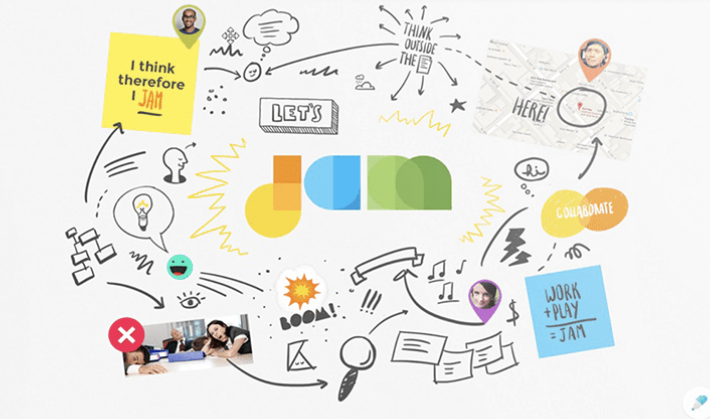 I think
therefore
I JAM
THINK
OUTSIDE
THE
LET'S
HERE!
Jam
hi
COLLABORATE
BOOM!
$
WORK
+PLAY
=JAM